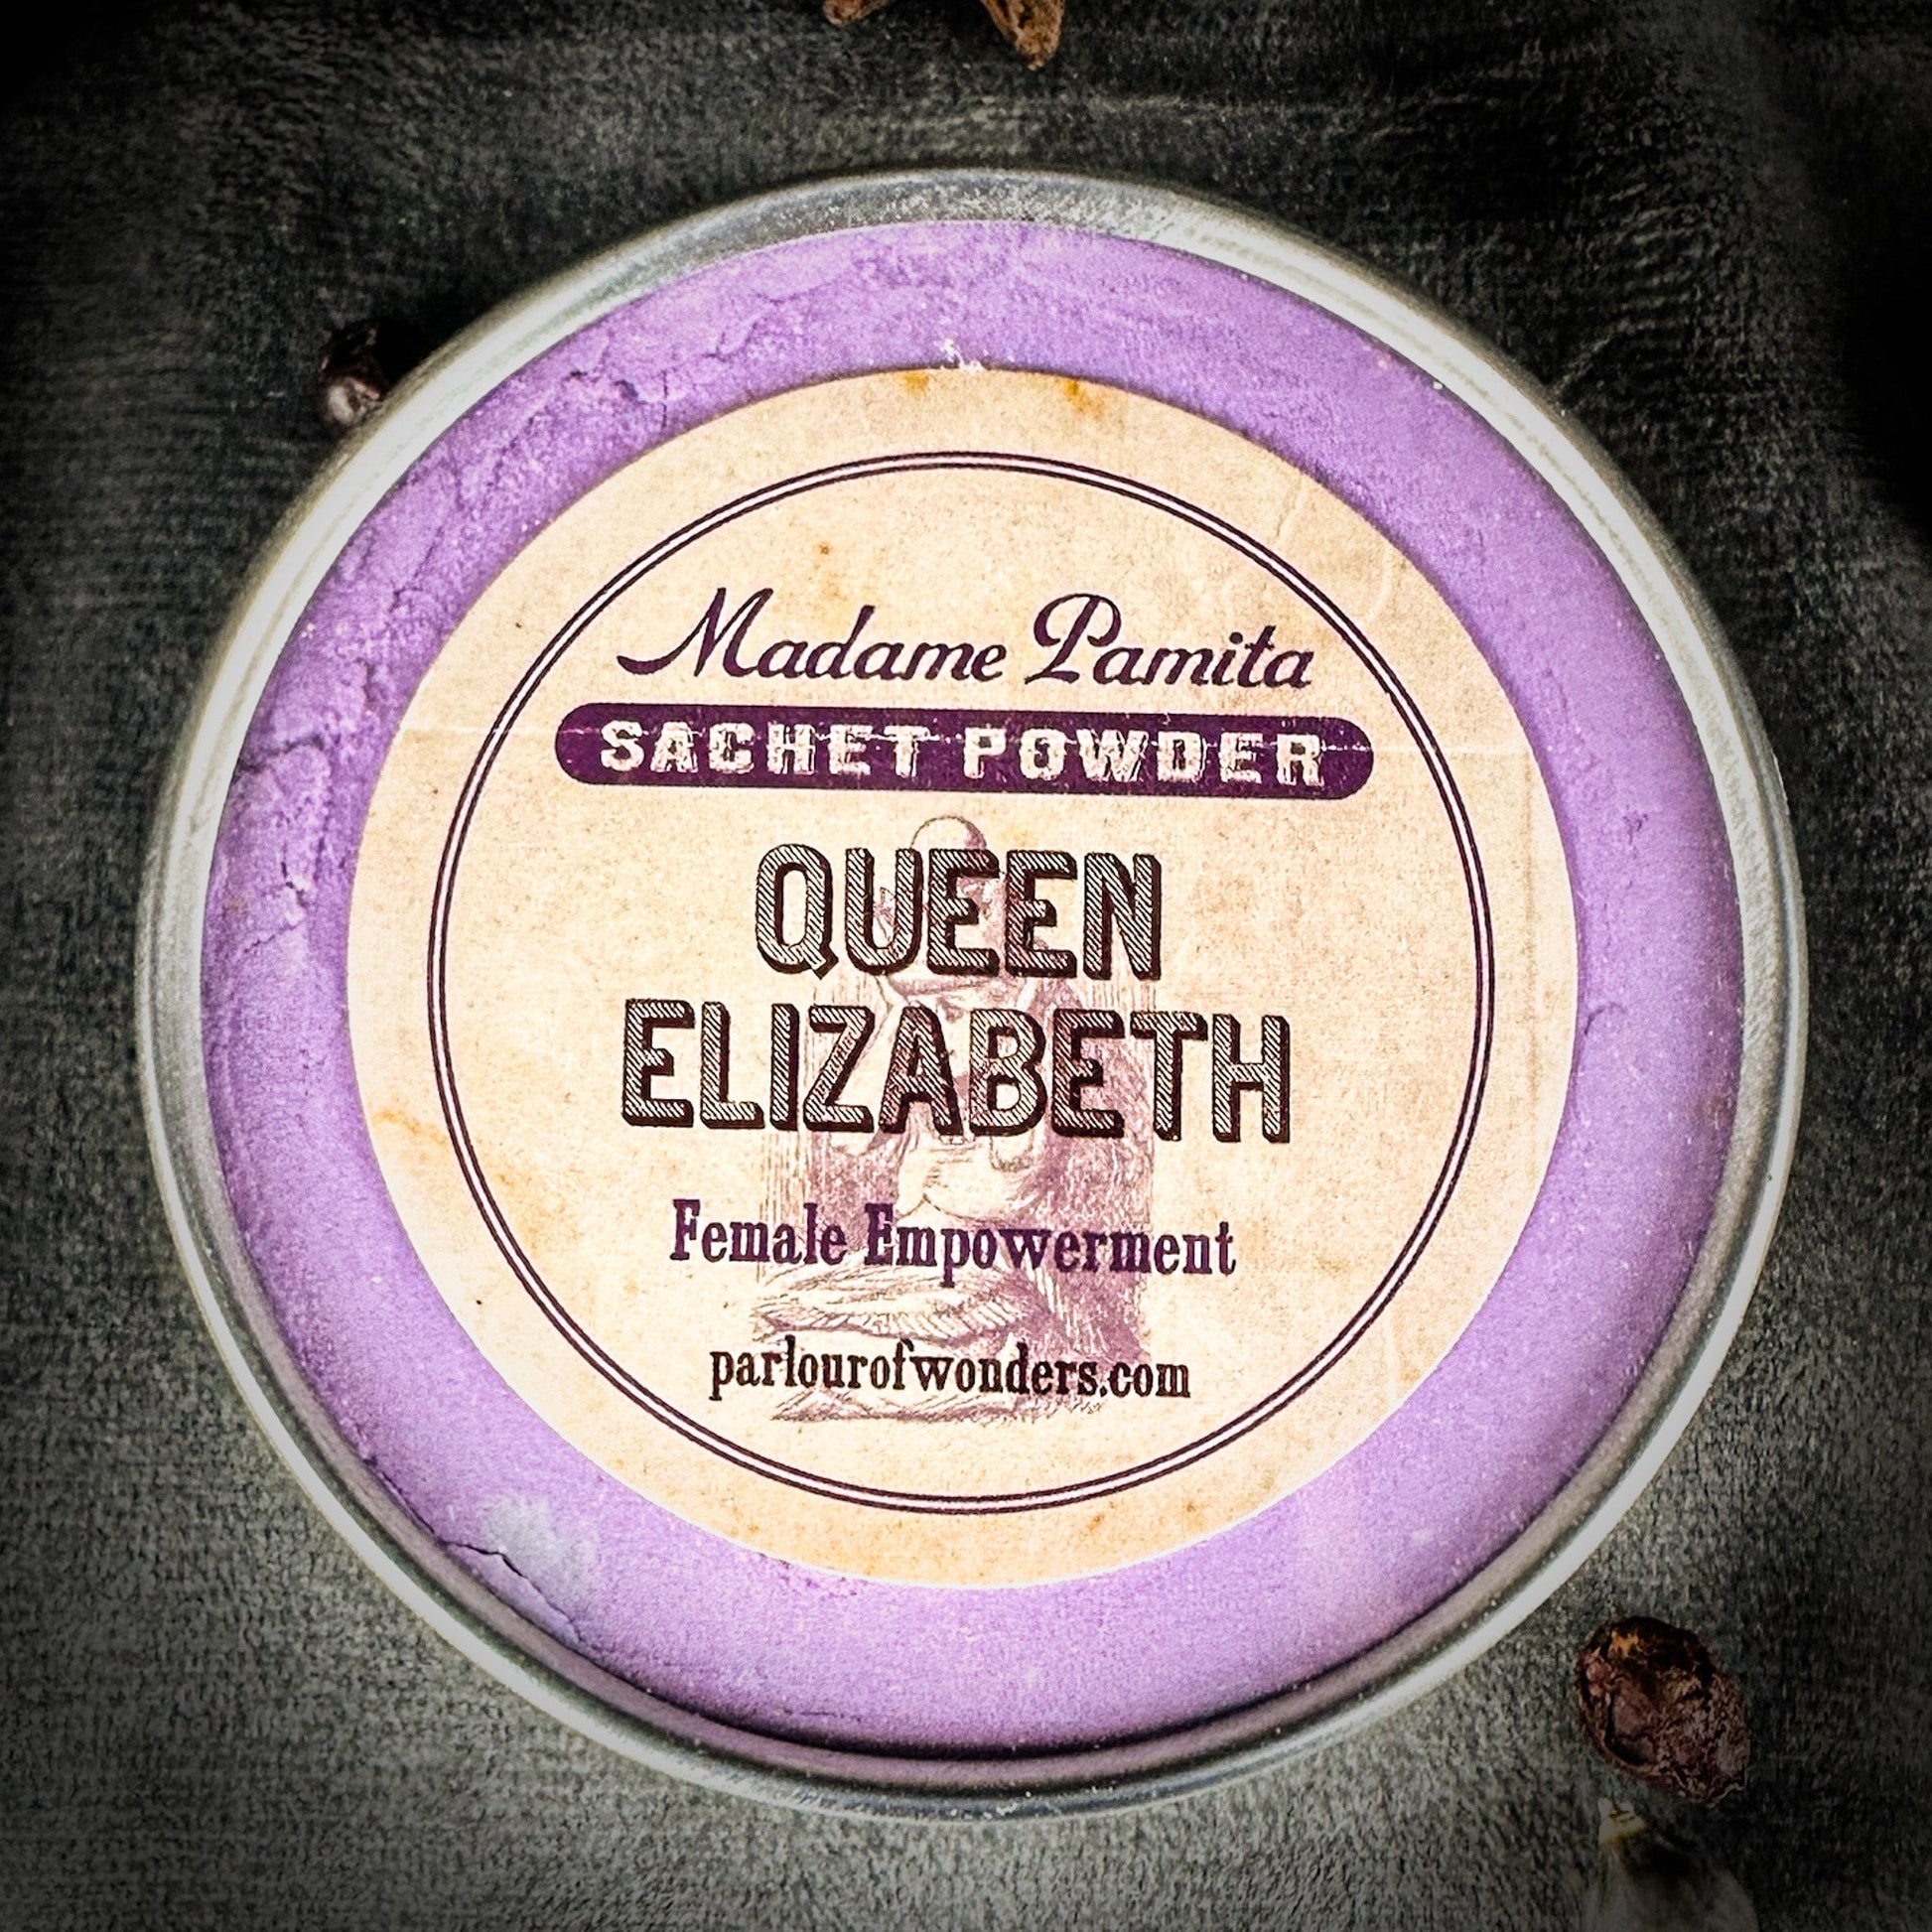 Madame Pamita
SACHET POWDER
QUEEN
ELIZABETH
Female Empowerment
parlourofwonders.com